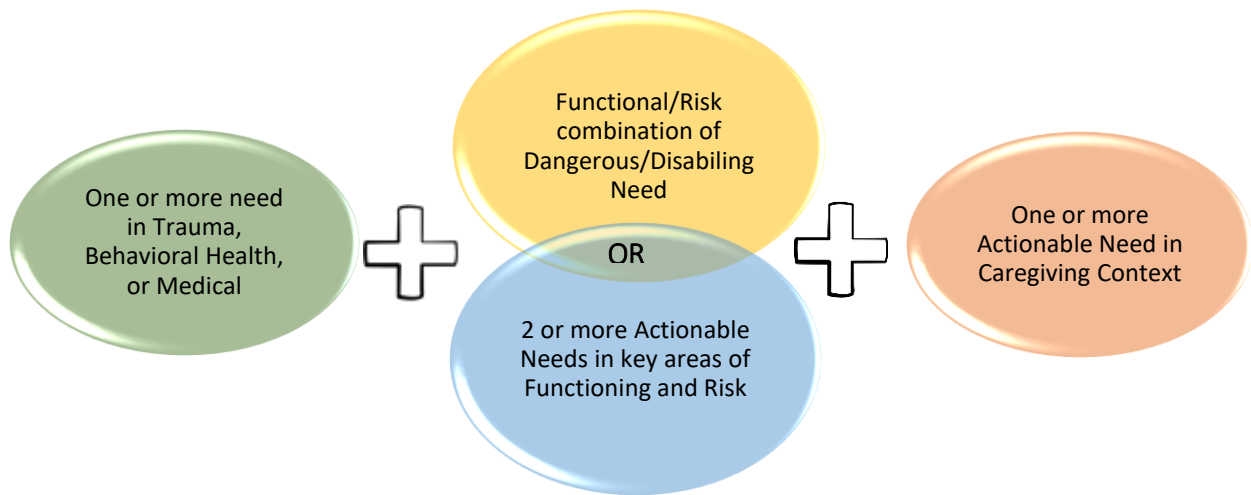 One or more need
in Trauma,
Behavioral Health,
or Medical
Functional/Risk
combination of
Dangerous/Disabiling
Need
OR
2 or more Actionable
Needs in key areas of
Functioning and Risk
One or more
Actionable Need in
Caregiving Context